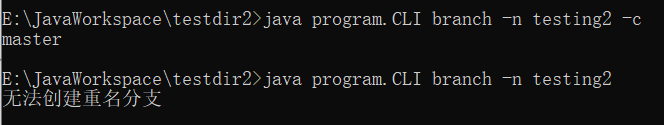 E:\JavaWorkspace\testdir2>java program.CLI branch -n testing2 -c
master
E:\JavaWorkspace\testdir2>java program.CLI branch -n testing2
无法创建重名分支